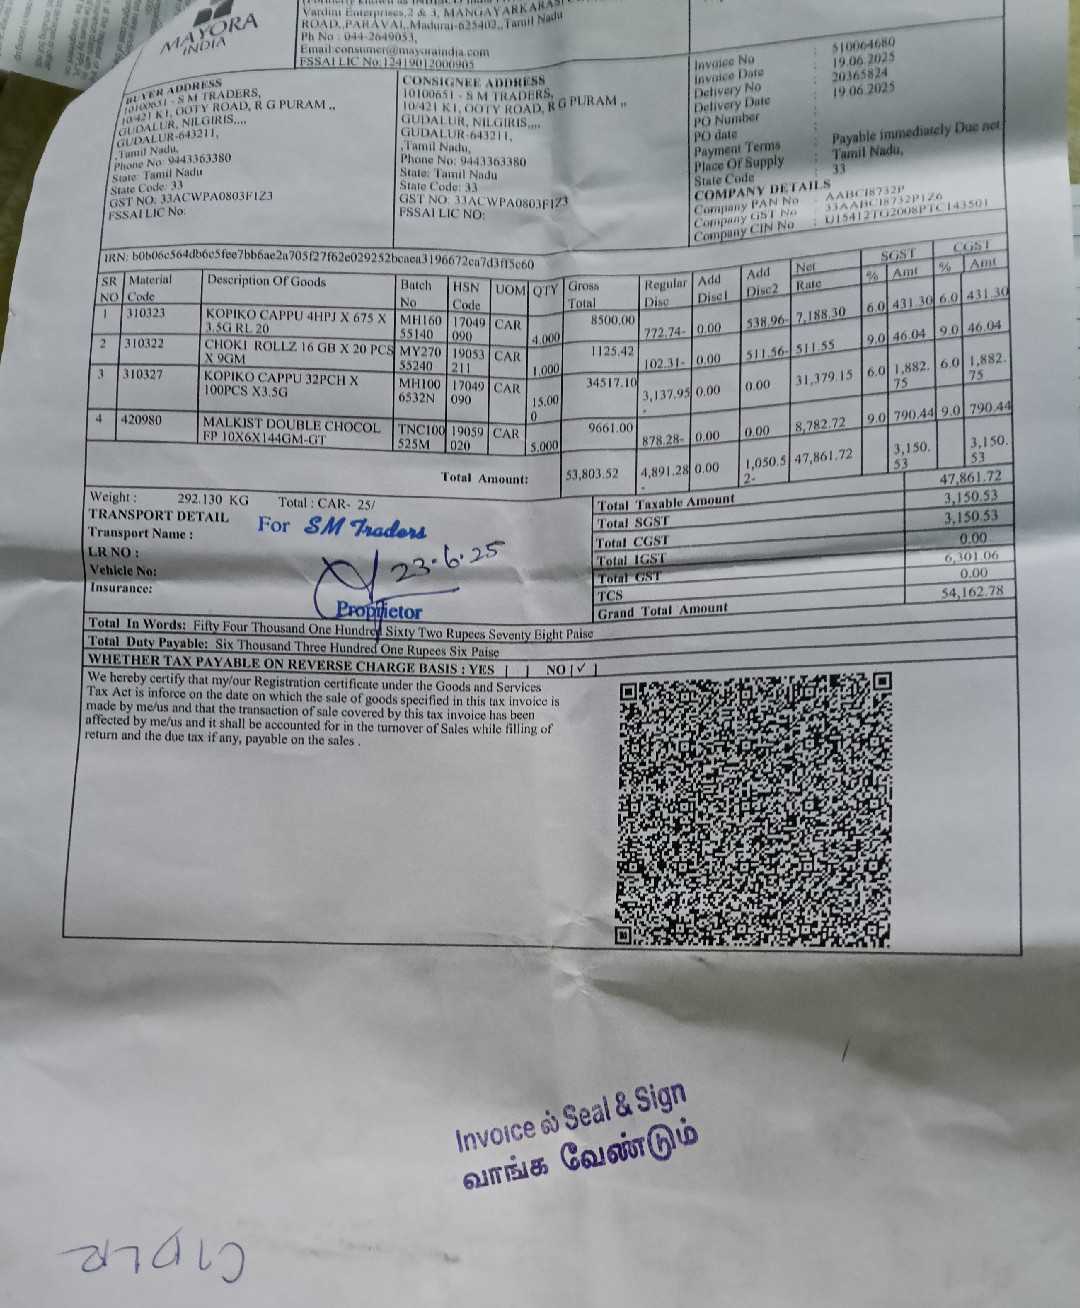 MAYORA
INDIA
Vardini Enterprises,2 & 3, MANGAYARKARASI
ROAD,,PARAVAI,,Madurai-625402,,Tamil Nadu
Ph No : 044-2649053,
Email:consumen@mayoraindia.com
FSSAI LIC No:12419012000905
BUYER ADDRESS
10100651 - S M TRADERS,
10/421 K1, OOTY ROAD, R G PURAM ,,
GUDALUR, NILGIRIS,,,,
GUDALUR-643211,
,Tamil Nadu,
Phone No: 9443363380
State: Tamil Nadu
State Code: 33
GST NO: 33ACWPA0803F1Z3
FSSAI LIC No:
CONSIGNEE ADDRESS
10100651 - S M TRADERS,
10/421 K1, OOTY ROAD, R G PURAM ,,
GUDALUR, NILGIRIS,,,,
GUDALUR-643211,
,Tamil Nadu,
Phone No: 9443363380
State: Tamil Nadu
State Code: 33
GST NO: 33ACWPA0803F1Z3
FSSAI LIC NO:
Invoice No : 510064680
Invoice Date : 19.06.2025
Delivery No : 20365824
Delivery Date : 19.06.2025
PO Number :
PO date :
Payment Terms : Payable immediately Due net
Place Of Supply : Tamil Nadu,
State Code : 33
COMPANY DETAILS
Company PAN No : AABCI8732P
Company GST No : 33AABCI8732P1Z6
Company CIN No : U15412TG2008PTC143501
IRN: b0b06c564db6c5fee7bb6ae2a705f27f62e029252bcaea3196672ca7d3ff5c60
SR NO Material Code Description Of Goods Batch No HSN Code UOM QTY Gross Total Regular Disc Add Disc1 Add Disc2 Net Rate SGST % Amt CGST % Amt
1 310323 KOPIKO CAPPU 4HPJ X 675 X 3.5G RL 20 MH160 55140 17049 090 CAR 4.000 8500.00 772.74- 0.00 538.96- 7,188.30 6.0 431.30 6.0 431.30
2 310322 CHOKI ROLLZ 16 GB X 20 PCS X 9GM MY270 55240 19053 211 CAR 1.000 1125.42 102.31- 0.00 511.56- 511.55 9.0 46.04 9.0 46.04
3 310327 KOPIKO CAPPU 32PCH X 100PCS X3.5G MH100 6532N 17049 090 CAR 15.00 0 34517.10 3,137.95 - 0.00 0.00 31,379.15 6.0 1,882. 75 6.0 1,882. 75
4 420980 MALKIST DOUBLE CHOCOL FP 10X6X144GM-GT TNC100 525M 19059 020 CAR 5.000 9661.00 878.28- 0.00 0.00 8,782.72 9.0 790.44 9.0 790.44
Total Amount: 53,803.52 4,891.28 - 0.00 1,050.5 2- 47,861.72 3,150. 53 3,150. 53
Weight : 292.130 KG Total : CAR- 25/
TRANSPORT DETAIL
Transport Name :
LR NO :
Vehicle No:
Insurance:
For SM Traders
23.6.25
Proprietor
Total Taxable Amount 47,861.72
Total SGST 3,150.53
Total CGST 3,150.53
Total IGST 0.00
Total GST 6,301.06
TCS 0.00
Grand Total Amount 54,162.78
Total In Words: Fifty Four Thousand One Hundred Sixty Two Rupees Seventy Eight Paise
Total Duty Payable: Six Thousand Three Hundred One Rupees Six Paise
WHETHER TAX PAYABLE ON REVERSE CHARGE BASIS : YES [ ] NO [✓]
We hereby certify that my/our Registration certificate under the Goods and Services
Tax Act is inforce on the date on which the sale of goods specified in this tax invoice is
made by me/us and that the transaction of sale covered by this tax invoice has been
affected by me/us and it shall be accounted for in the turnover of Sales while filling of
return and the due tax if any, payable on the sales .
Invoice ல் Seal & Sign
வாங்க வேண்டும்